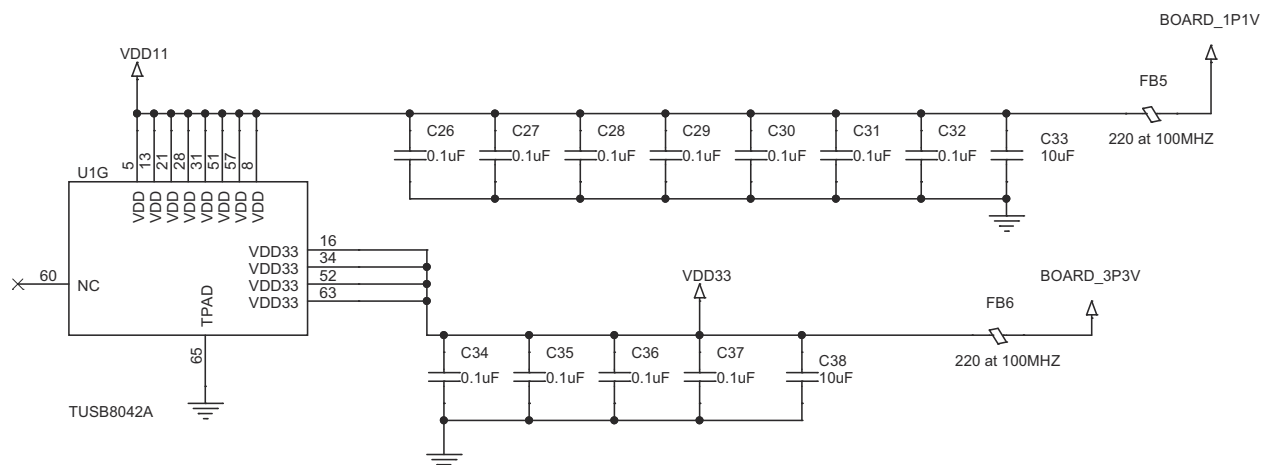 BOARD_1P1V
VDD11
FB5
220 at 100MHZ
C26 C27 C28 C29 C30 C31 C32 C33
0.1uF 0.1uF 0.1uF 0.1uF 0.1uF 0.1uF 0.1uF 10uF
5 13 21 28 31 51 57 8
U1G
VDD VDD VDD VDD VDD VDD VDD VDD
VDD33 16
VDD33 34
VDD33 52
VDD33 63
60 NC
TPAD
65
TUSB8042A
VDD33
BOARD_3P3V
FB6
220 at 100MHZ
C34 C35 C36 C37 C38
0.1uF 0.1uF 0.1uF 0.1uF 10uF